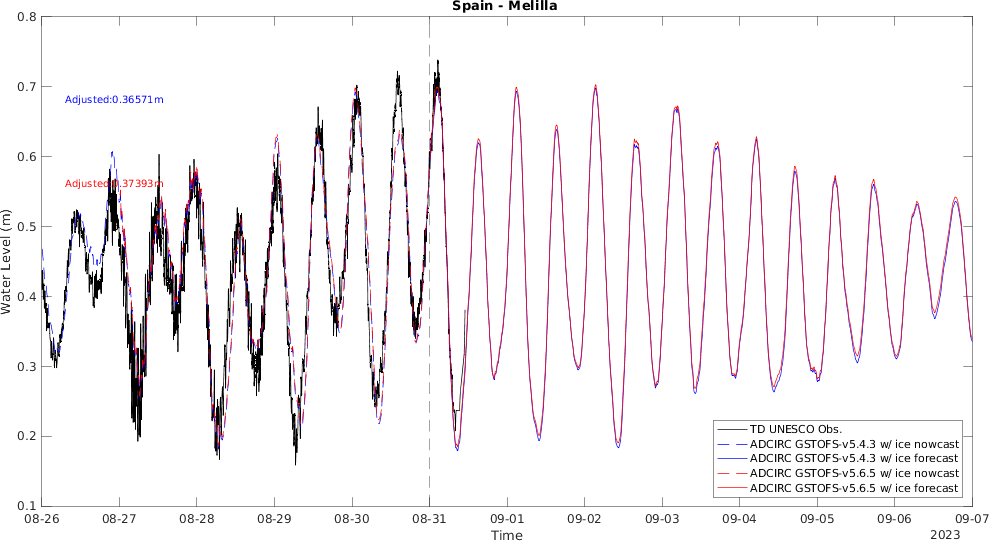 Spain - Melilla
0.8
0.7
0.6
0.5
0.4
0.3
0.2
0.1
Water Level (m)
Adjusted:0.36571m
Adjusted:0.37393m
TD UNESCO Obs.
ADCIRC GSTOFS-v5.4.3 w/ ice nowcast
ADCIRC GSTOFS-v5.4.3 w/ ice forecast
ADCIRC GSTOFS-v5.6.5 w/ ice nowcast
ADCIRC GSTOFS-v5.6.5 w/ ice forecast
08-26 08-27 08-28 08-29 08-30 08-31 09-01 09-02 09-03 09-04 09-05 09-06 09-07
Time
2023